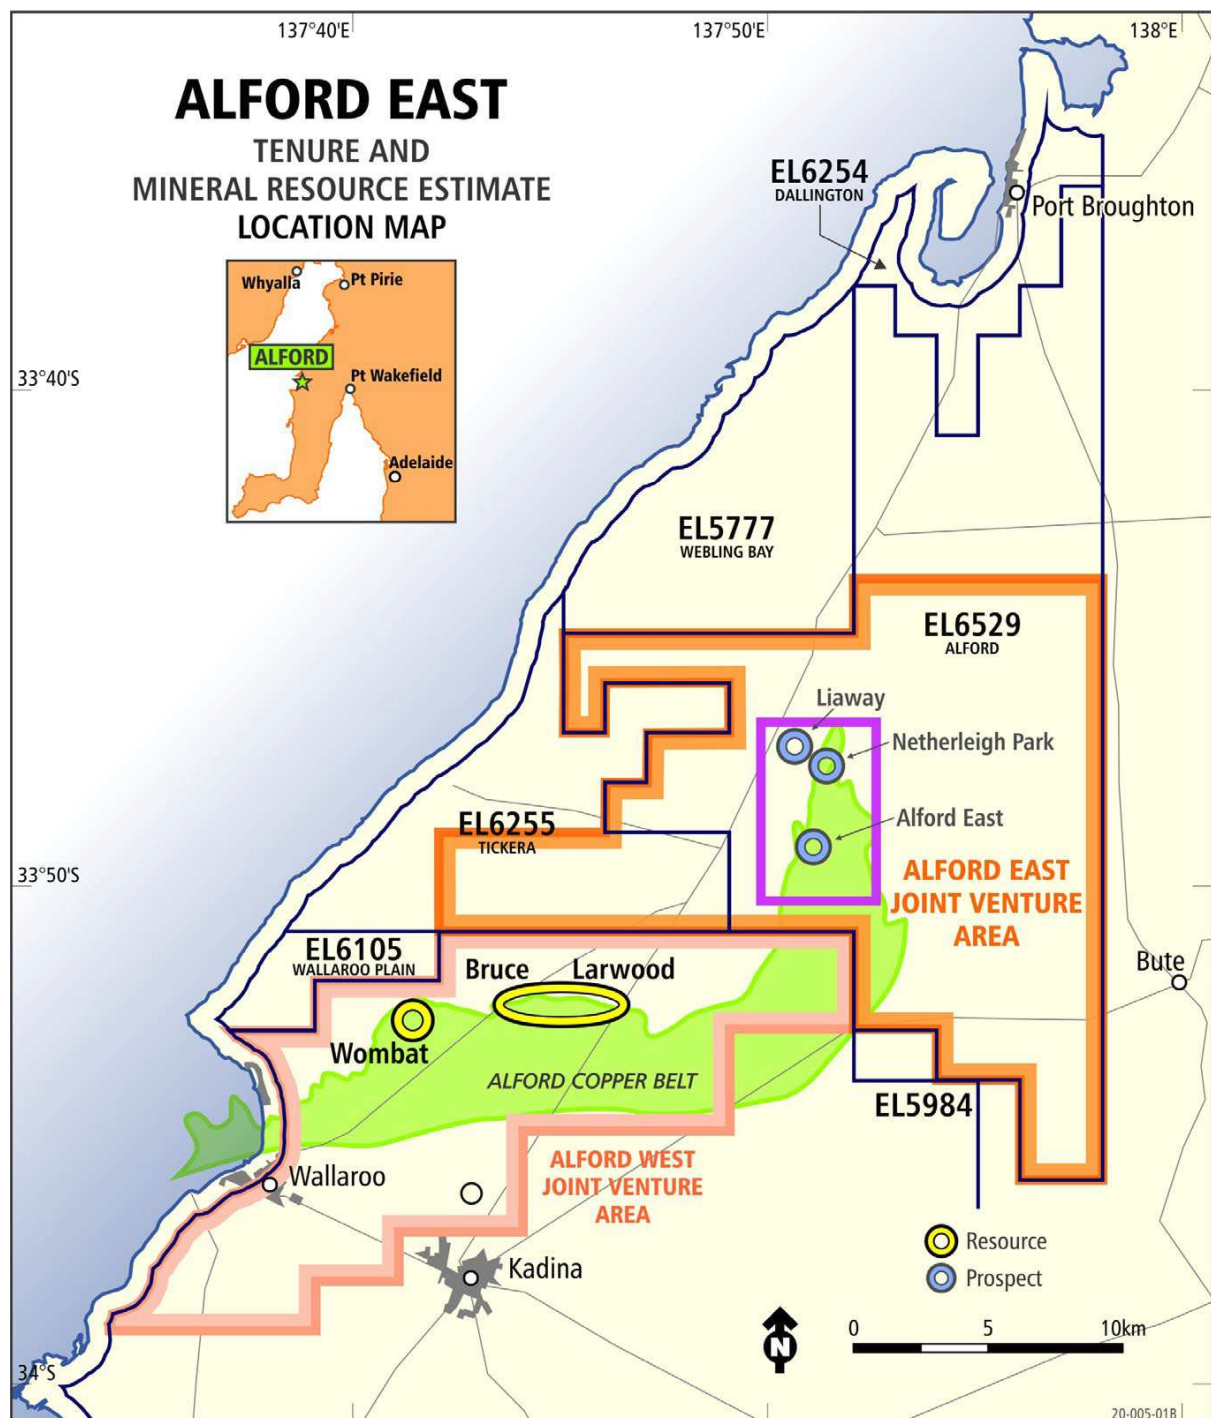 137°40'E
137°50'E
138°E
ALFORD EAST
TENURE AND
MINERAL RESOURCE ESTIMATE
LOCATION MAP
EL6254
DALLINGTON
Port Broughton
Whyalla
Pt Pirie
ALFORD
Pt Wakefield
Adelaide
33°40'S
EL5777
WEBLING BAY
EL6529
ALFORD
Liaway
Netherleigh Park
Alford East
EL6255
TICKERA
33°50'S
ALFORD EAST
JOINT VENTURE
AREA
EL6105
WALLAROO PLAIN
Bruce
Larwood
Bute
Wombat
ALFORD COPPER BELT
EL5984
ALFORD WEST
JOINT VENTURE
AREA
Wallaroo
Kadina
Resource
Prospect
N
0
5
10km
34°S
20-005-01B